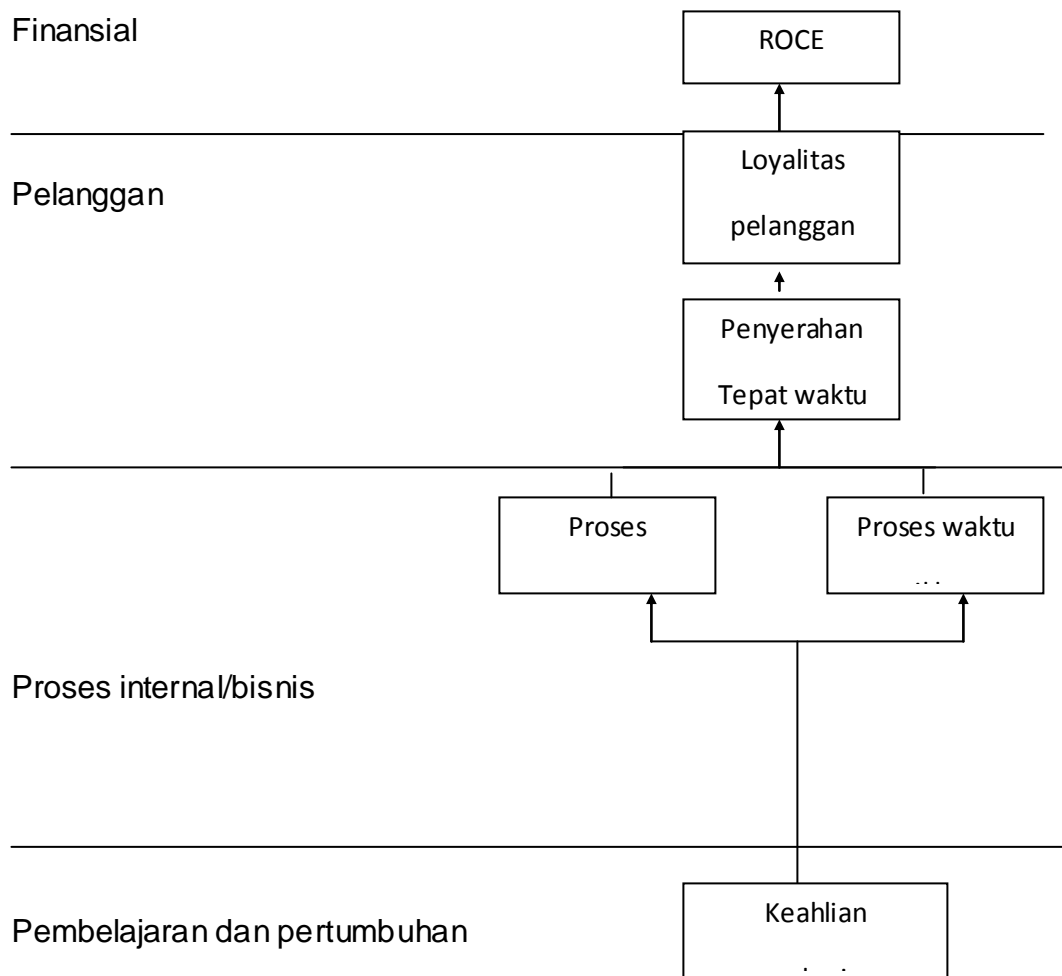 Finansial
ROCE
Loyalitas
pelanggan
Pelanggan
Penyerahan
Tepat waktu
Proses
Proses waktu
Proses internal/bisnis
Keahlian
Pembelajaran dan pertumbuhan